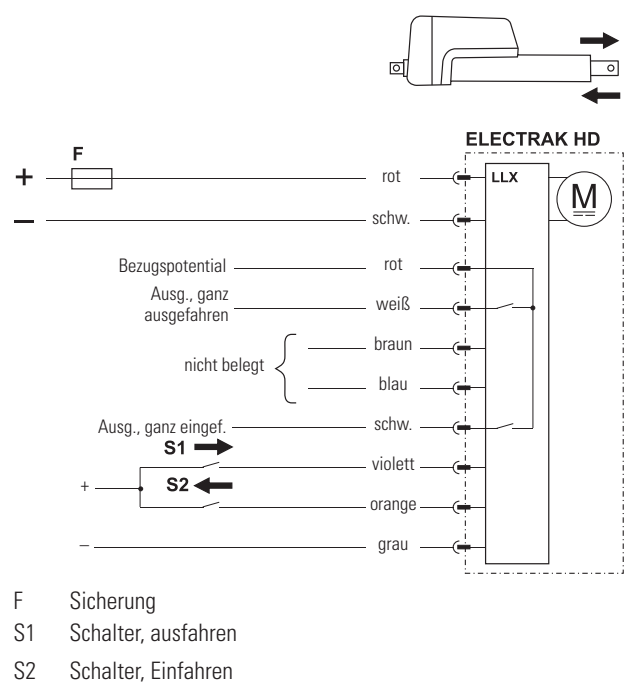 ELECTRAK HD
F
+ rot LLX
M
– schw.
Bezugspotential rot
Ausg., ganz
ausgefahren weiß
braun
nicht belegt
blau
Ausg., ganz eingef. schw.
S1
violett
+ S2
orange
– grau
F Sicherung
S1 Schalter, ausfahren
S2 Schalter, Einfahren